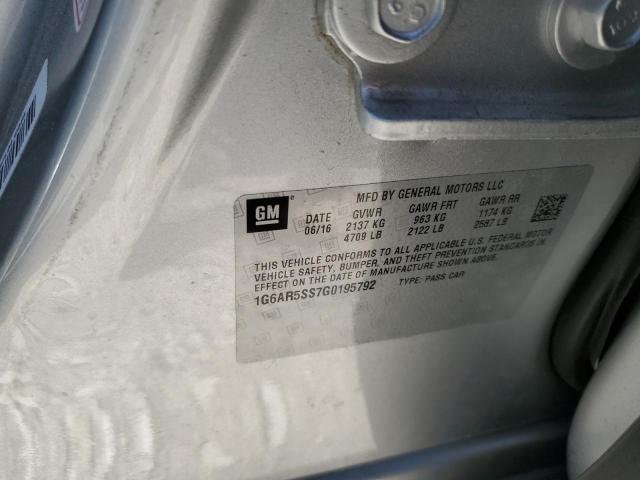 MFD BY GENERAL MOTORS LLC
GM
DATE GVWR GAWR FRT GAWR RR
06/16 2137 KG 963 KG 1174 KG
4709 LB 2122 LB 2587 LB
THIS VEHICLE CONFORMS TO ALL APPLICABLE U.S. FEDERAL MOTOR
VEHICLE SAFETY, BUMPER, AND THEFT PREVENTION STANDARDS IN
EFFECT ON THE DATE OF MANUFACTURE SHOWN ABOVE.
1G6AR5SS7G0195792 TYPE: PASS CAR